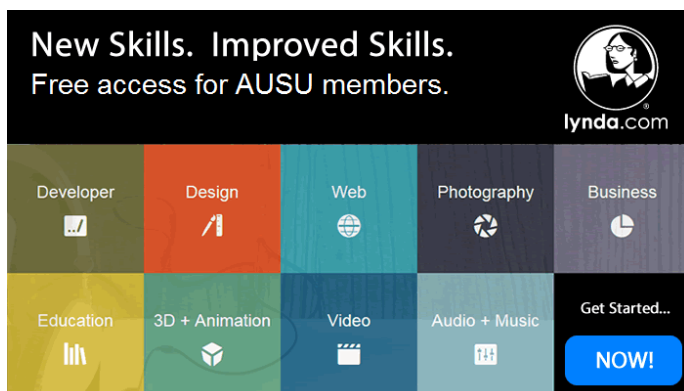 New Skills. Improved Skills.
Free access for AUSU members.
®
lynda.com
Developer
Design
Web
Photography
Business
Education
3D + Animation
Video
Audio + Music
Get Started...
NOW!